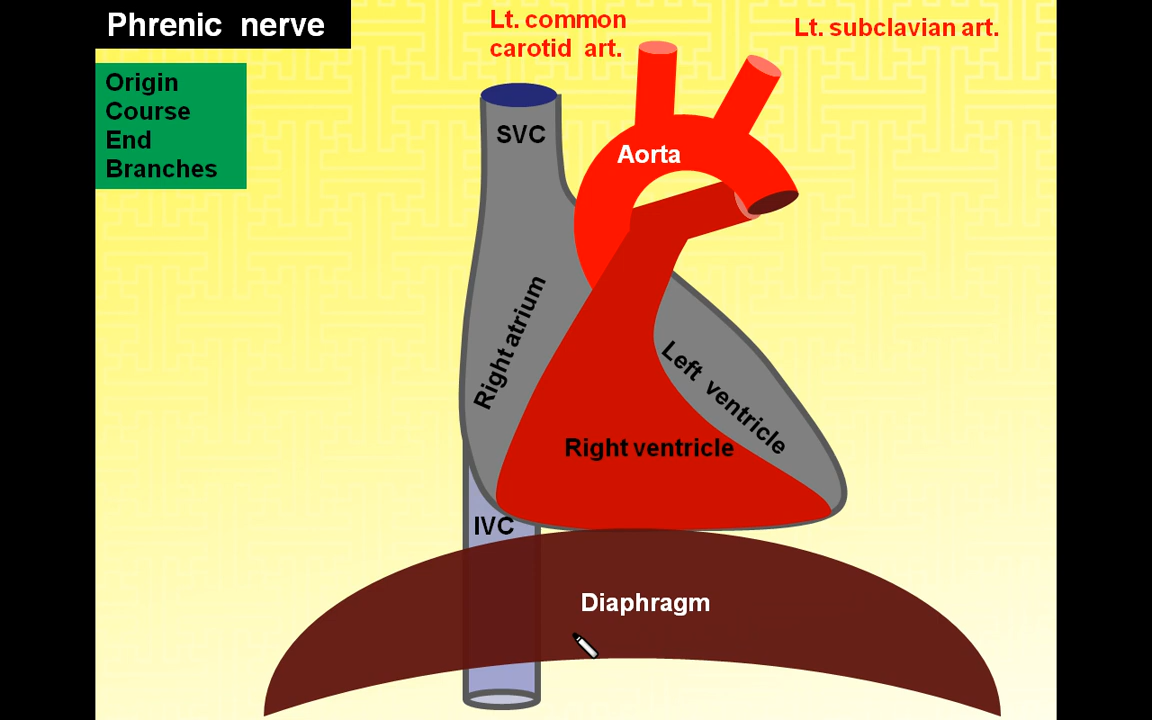 Phrenic nerve
Origin
Course
End
Branches
Lt. common
carotid art.
Lt. subclavian art.
SVC
Aorta
Right atrium
Left ventricle
Right ventricle
IVC
Diaphragm